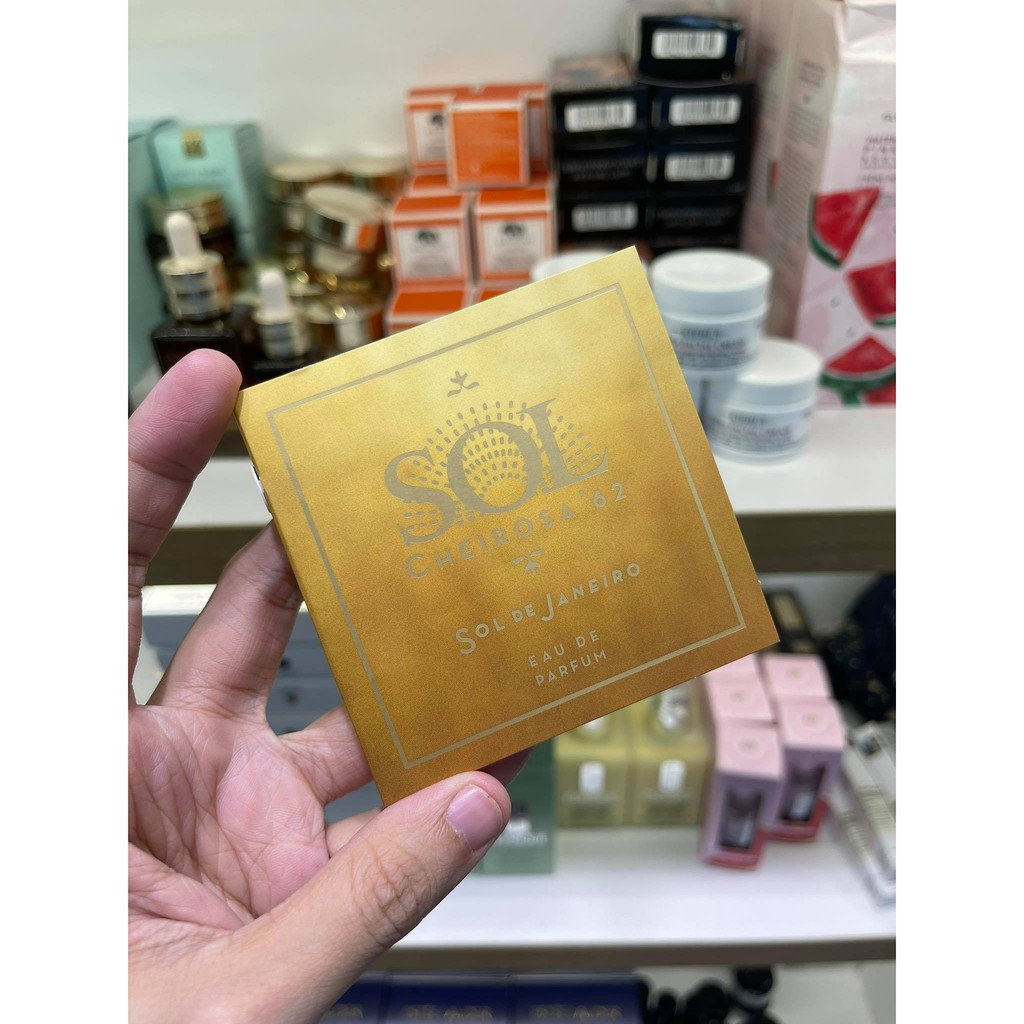 SOL
CHEIROSA '62
SOL DE JANEIRO
EAU DE
PARFUM